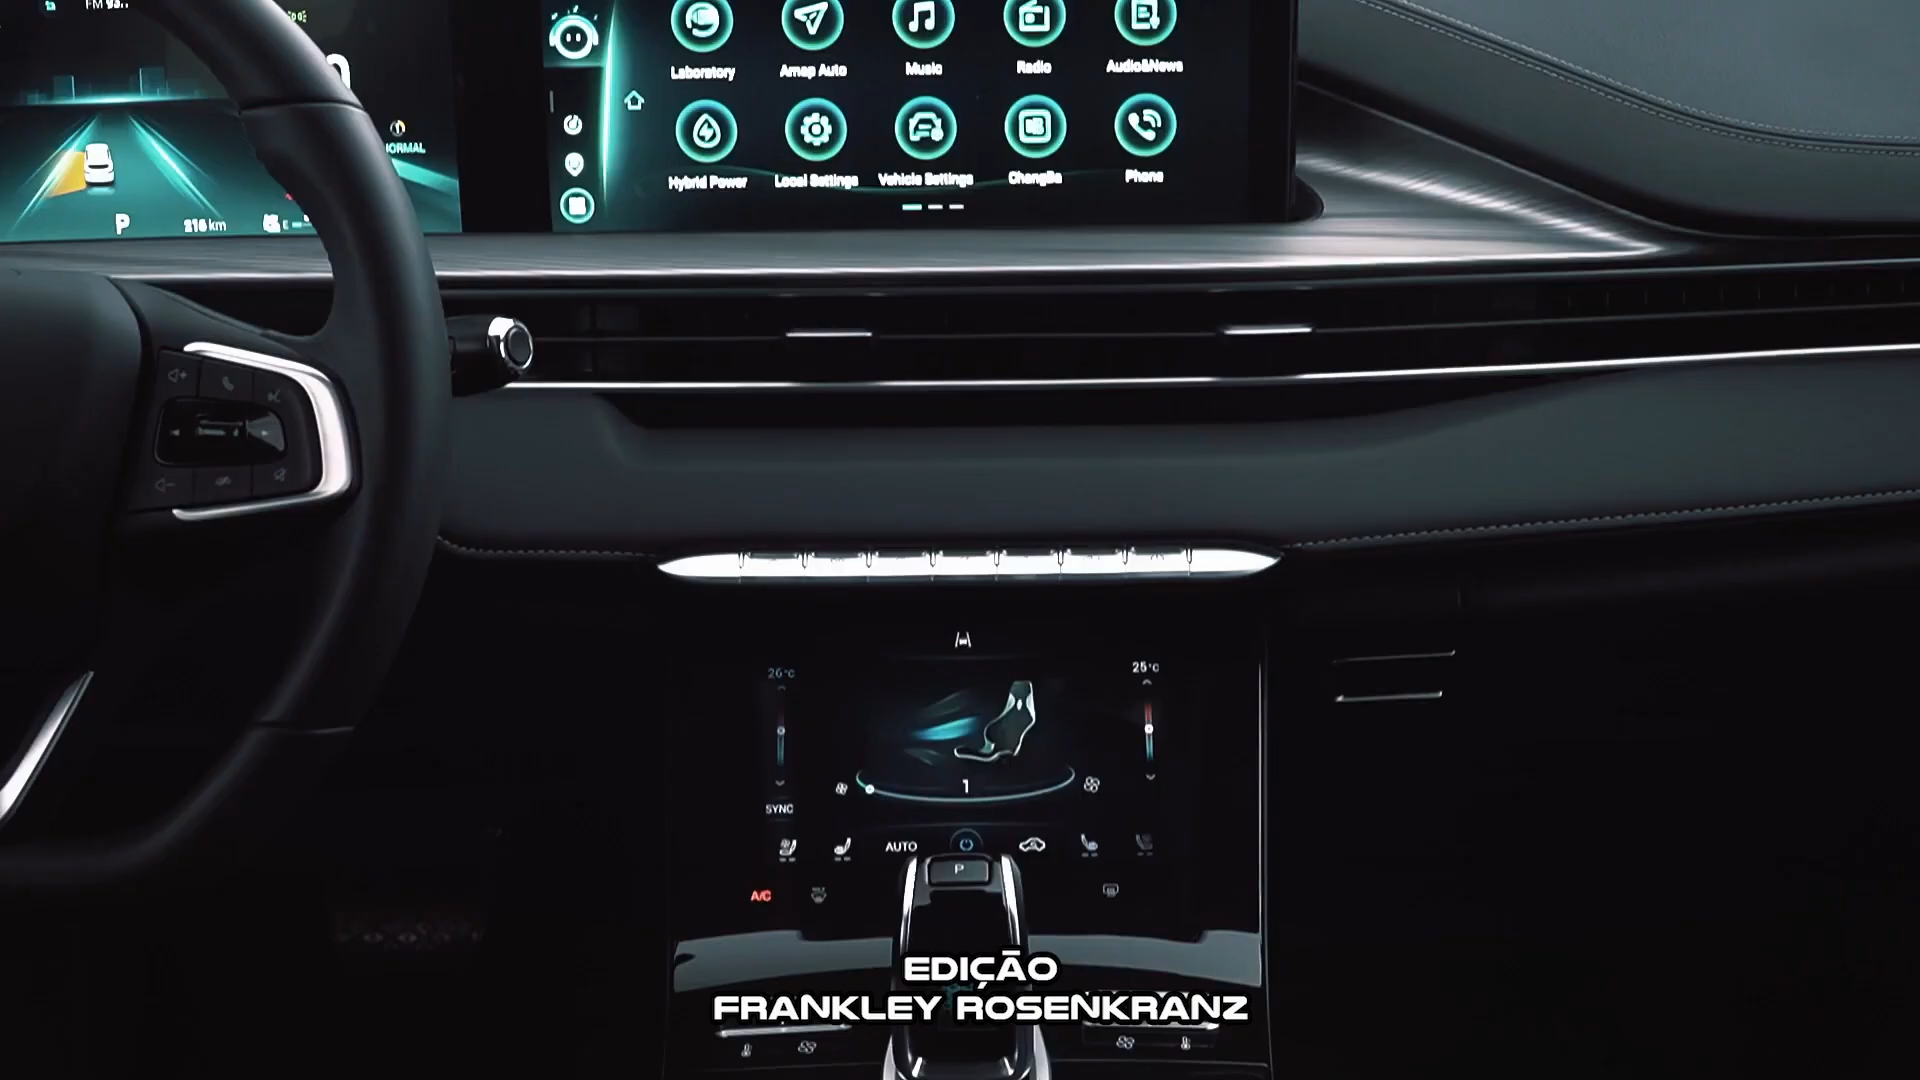 Laboratory
Amap Auto
Music
Radio
Audio&News
Hybrid Power
Local Settings
Vehicle Settings
ChangBa
Phone
NORMAL
P
216 km
E
26°C
25°C
1
SYNC
AUTO
P
A/C
EDIÇÃO
FRANKLEY ROSENKRANZ